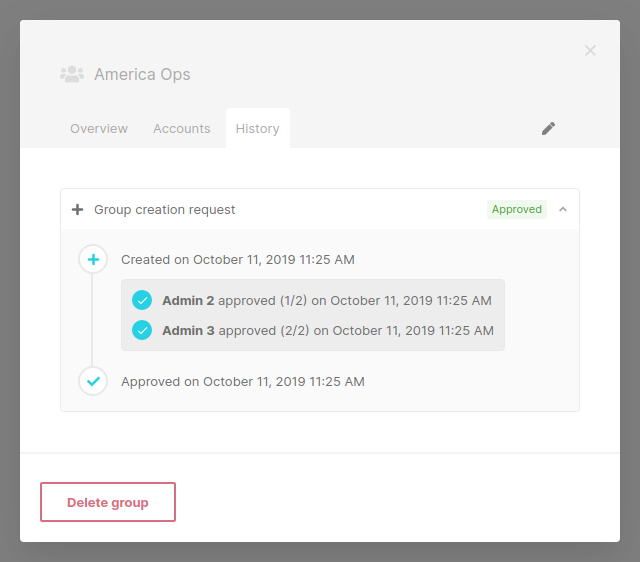 America Ops
Overview Accounts History
Group creation request Approved
Created on October 11, 2019 11:25 AM
Admin 2 approved (1/2) on October 11, 2019 11:25 AM
Admin 3 approved (2/2) on October 11, 2019 11:25 AM
Approved on October 11, 2019 11:25 AM
Delete group